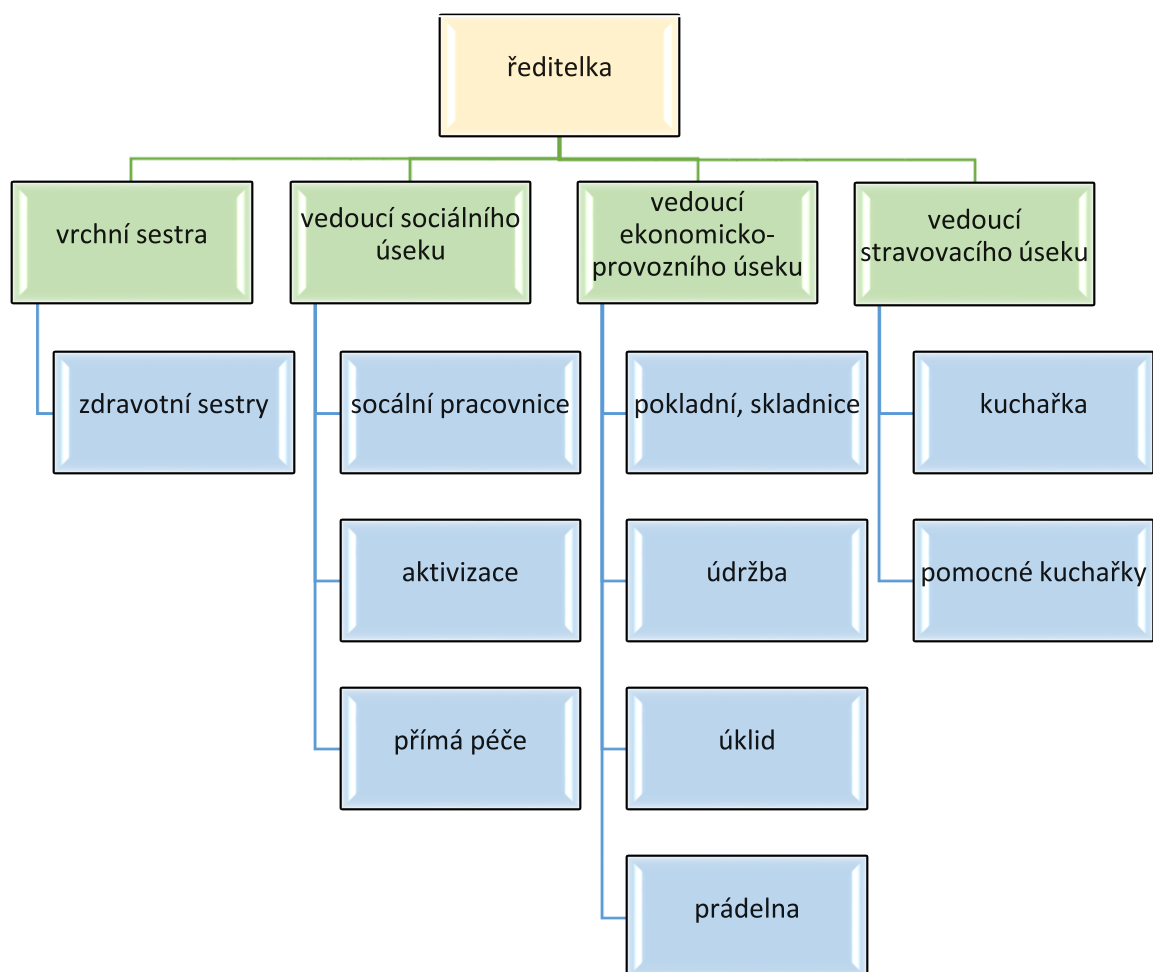 ředitelka
vrchní sestra
vedoucí sociálního
úseku
vedoucí
ekonomicko-
provozního úseku
vedoucí
stravovacího úseku
zdravotní sestry
socální pracovnice
pokladní, skladnice
kuchařka
aktivizace
údržba
pomocné kuchařky
přímá péče
úklid
prádelna